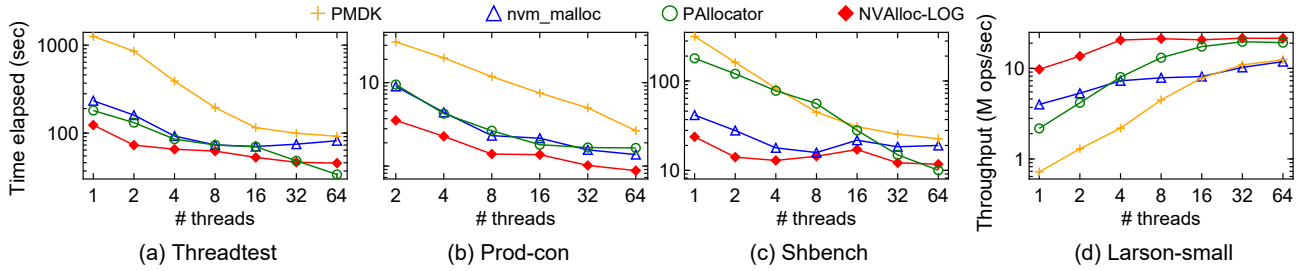 PMDK nvm_malloc PAllocator NVAlloc-LOG
Time elapsed (sec)
1000
100
1 2 4 8 16 32 64
# threads
(a) Threadtest
10
2 4 8 16 32 64
# threads
(b) Prod-con
100
10
1 2 4 8 16 32 64
# threads
(c) Shbench
Throughput (M ops/sec)
10
1
1 2 4 8 16 32 64
# threads
(d) Larson-small